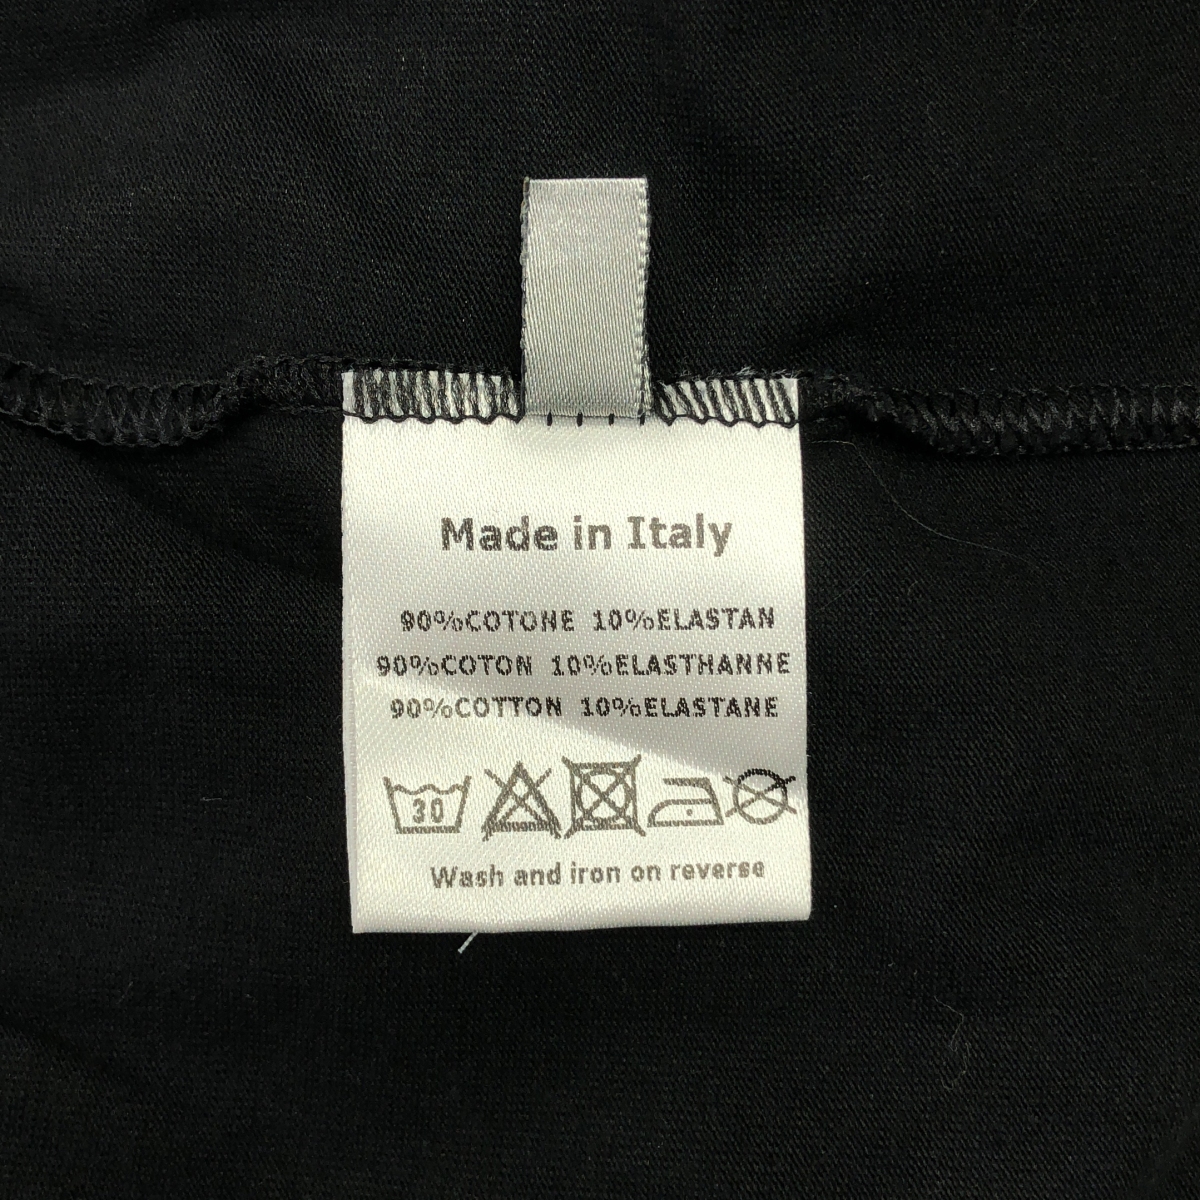 Made in Italy
90%COTONE 10%ELASTAN
90%COTON 10%ELASTHANNE
90%COTTON 10%ELASTANE
30
Wash and iron on reverse